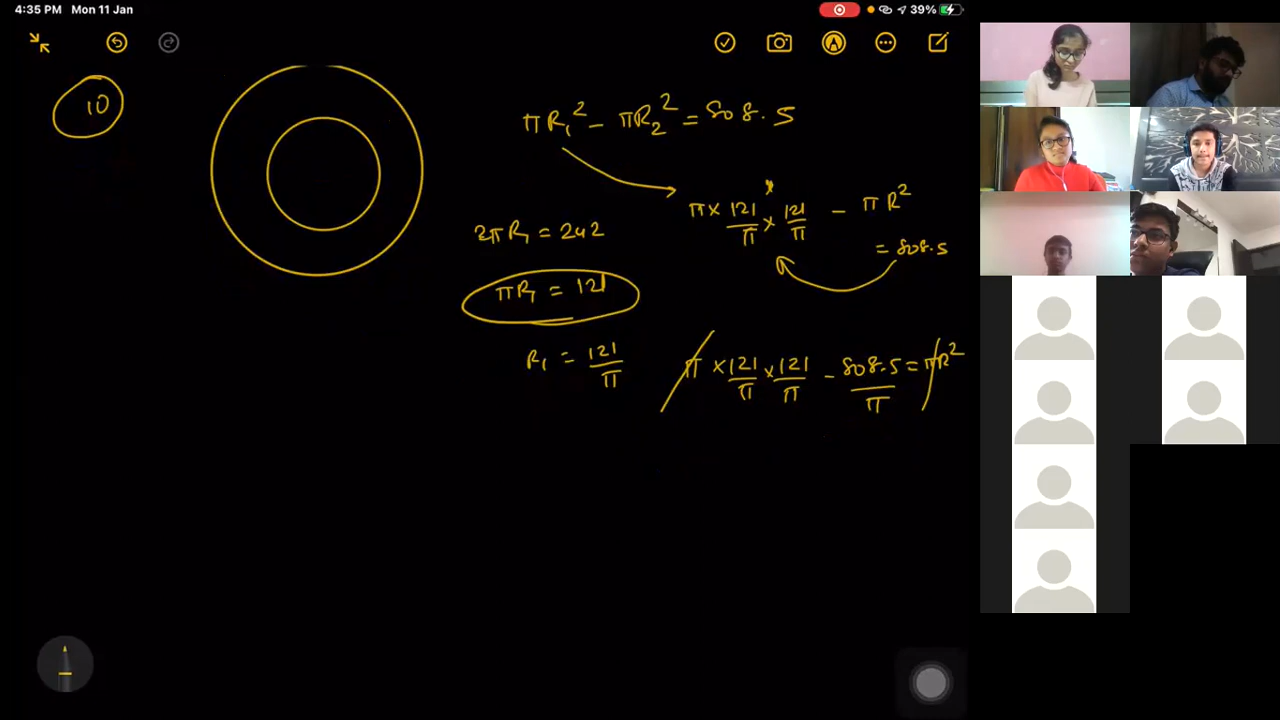 4:35 PM Mon 11 Jan
39%
10
πR₁² − πR₂² = 808.5
π × 121/π × 121/π − πR²
= 808.5
2πR₁ = 242
πR₁ = 121
R₁ = 121/π
π × 121/π × 121/π − 808.5/π = πR²